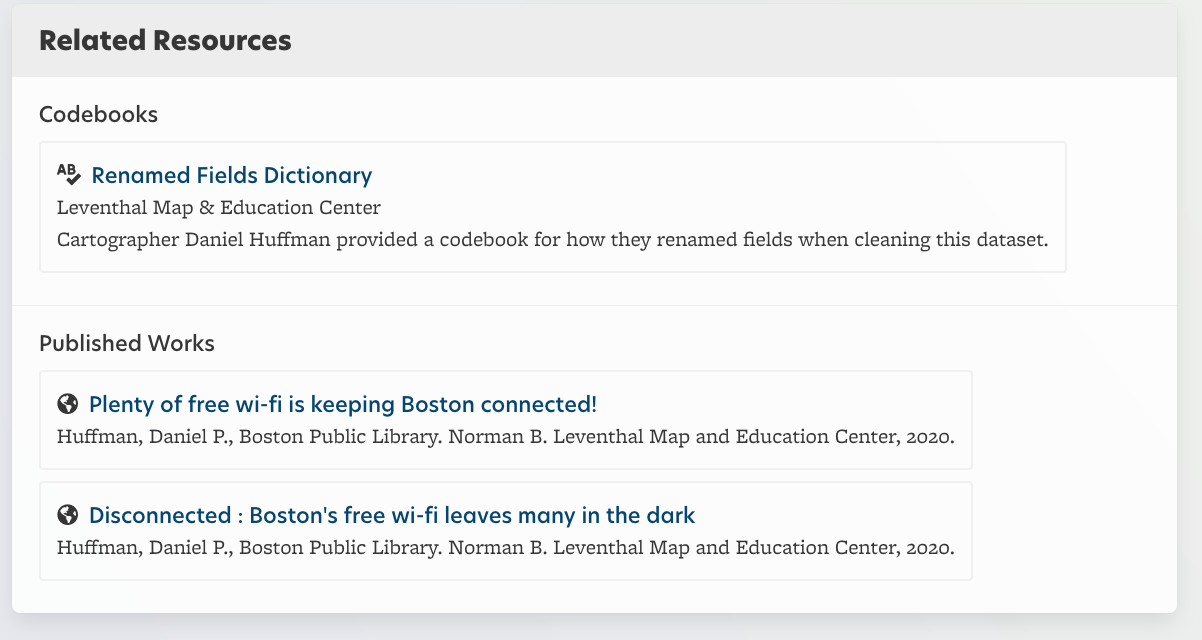 Related Resources
Codebooks
AB Renamed Fields Dictionary
Leventhal Map & Education Center
Cartographer Daniel Huffman provided a codebook for how they renamed fields when cleaning this dataset.
Published Works
Plenty of free wi-fi is keeping Boston connected!
Huffman, Daniel P., Boston Public Library. Norman B. Leventhal Map and Education Center, 2020.
Disconnected : Boston's free wi-fi leaves many in the dark
Huffman, Daniel P., Boston Public Library. Norman B. Leventhal Map and Education Center, 2020.